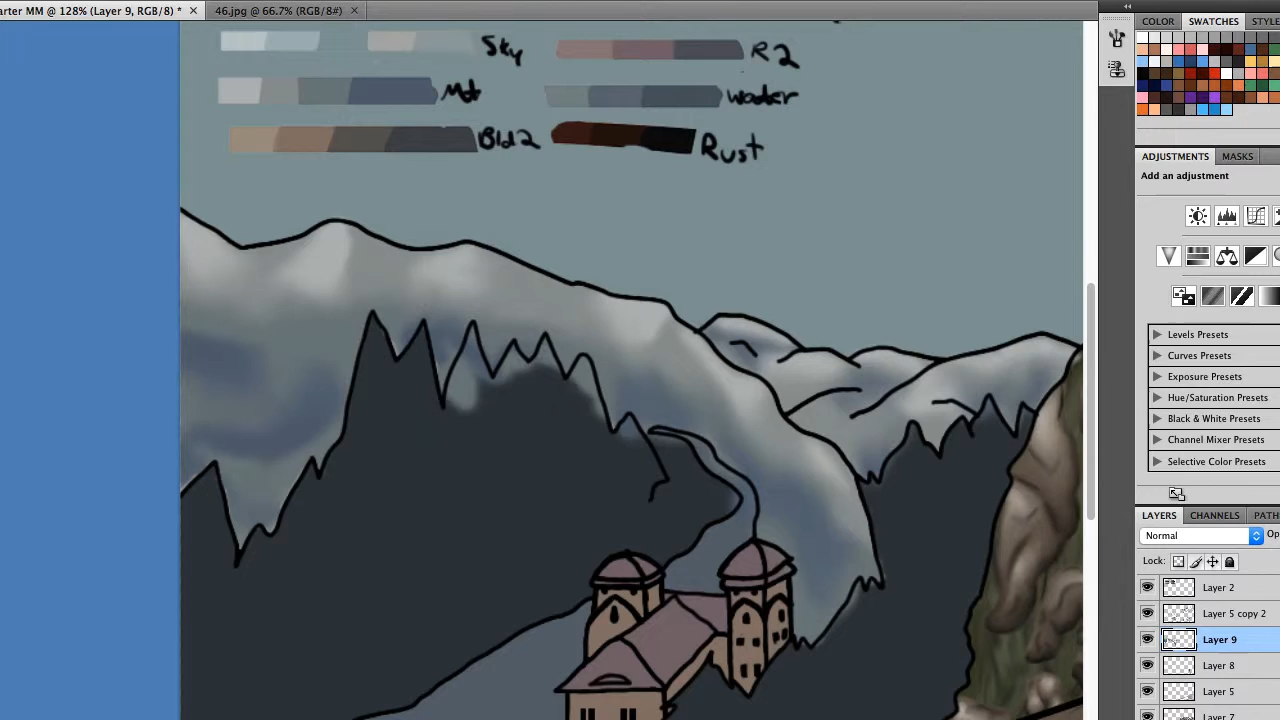 arter MM @ 128% (Layer 9, RGB/8) *
46.jpg @ 66.7% (RGB/8#)
COLOR SWATCHES STYLE
Sky
R2
Mt
water
Bld2
Rust
ADJUSTMENTS MASKS
Add an adjustment
Levels Presets
Curves Presets
Exposure Presets
Hue/Saturation Presets
Black & White Presets
Channel Mixer Presets
Selective Color Presets
LAYERS CHANNELS PATH
Normal Op
Lock:
Layer 2
Layer 5 copy 2
Layer 9
Layer 8
Layer 5
Layer 7